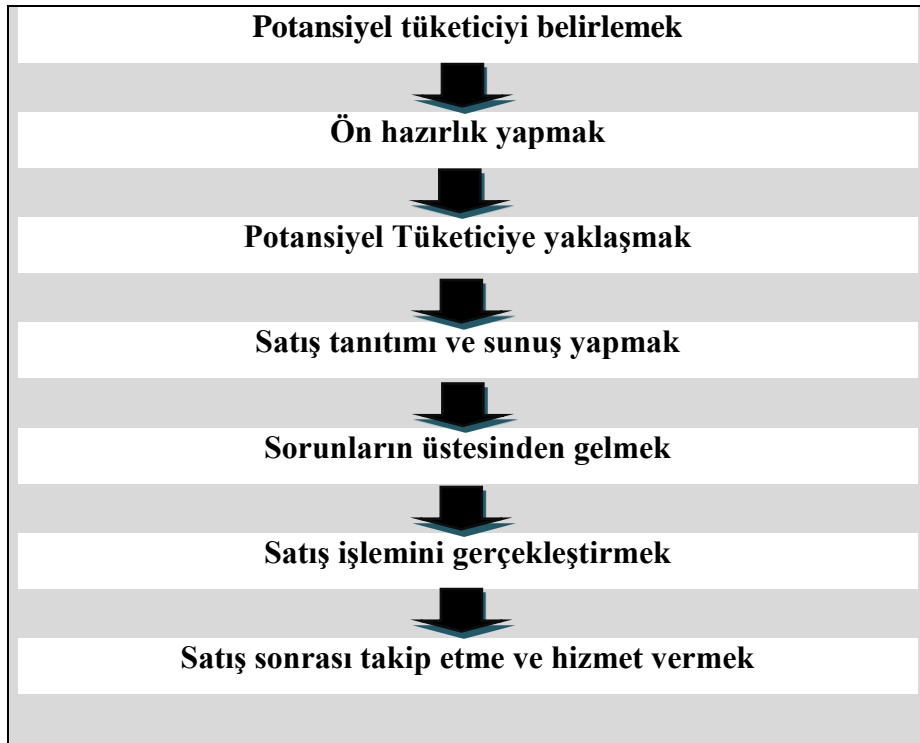 Potansiyel tüketiciyi belirlemek
Ön hazırlık yapmak
Potansiyel Tüketiciye yaklaşmak
Satış tanıtımı ve sunuş yapmak
Sorunların üstesinden gelmek
Satış işlemini gerçekleştirmek
Satış sonrası takip etme ve hizmet vermek